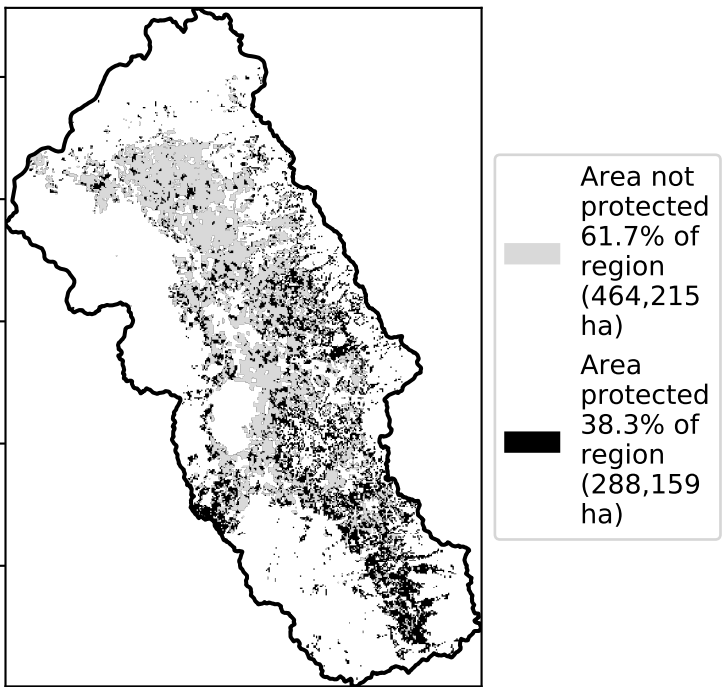 Area not
protected
61.7% of
region
(464,215
ha)
Area
protected
38.3% of
region
(288,159
ha)